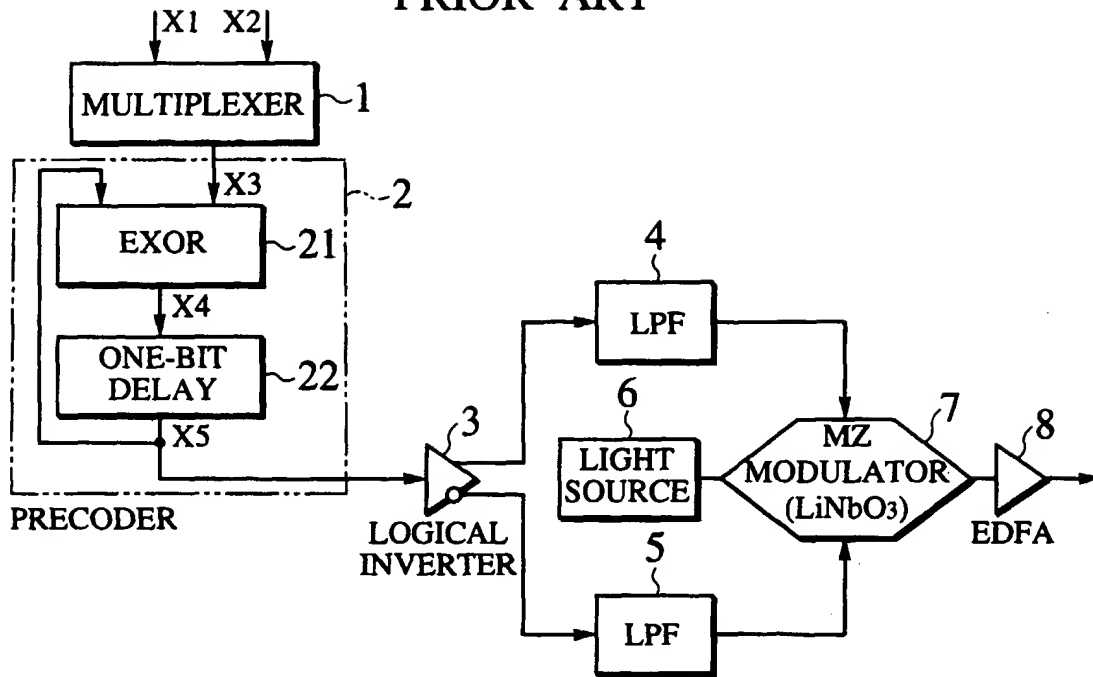 PRIOR ART
X1 X2
MULTIPLEXER 1
X3
2
EXOR 21
X4
ONE-BIT
DELAY
22
X5
PRECODER
3
LOGICAL
INVERTER
4
LPF
6
LIGHT
SOURCE
MZ
MODULATOR
(LiNbO3)
7
8
EDFA
5
LPF